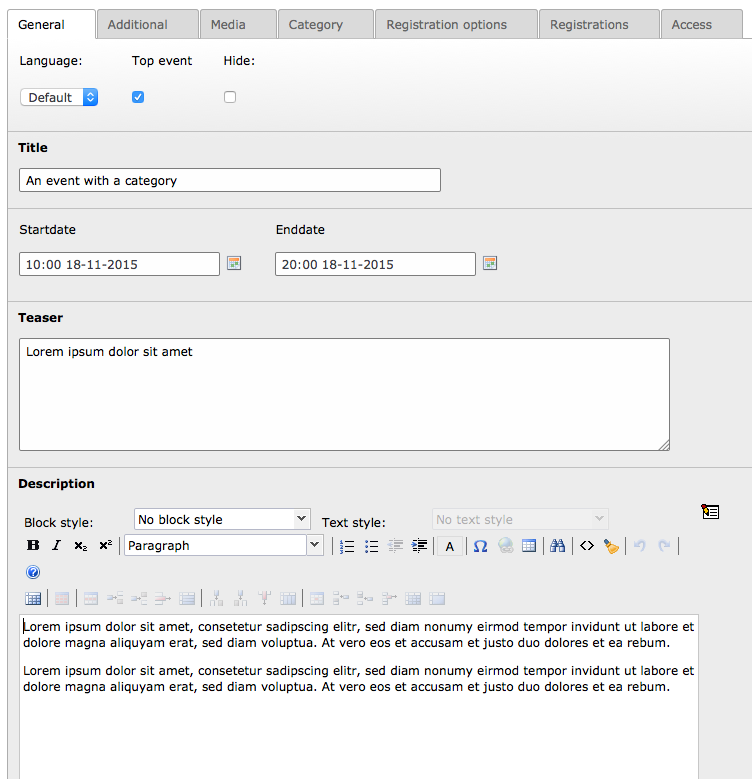 General Additional Media Category Registration options Registrations Access
Language: Top event Hide:
Default
Title
An event with a category
Startdate Enddate
10:00 18-11-2015 20:00 18-11-2015
Teaser
Lorem ipsum dolor sit amet
Description
Block style: No block style Text style: No text style
B I x₂ x² Paragraph A Ω <>
Lorem ipsum dolor sit amet, consetetur sadipscing elitr, sed diam nonumy eirmod tempor invidunt ut labore et
dolore magna aliquyam erat, sed diam voluptua. At vero eos et accusam et justo duo dolores et ea rebum.
Lorem ipsum dolor sit amet, consetetur sadipscing elitr, sed diam nonumy eirmod tempor invidunt ut labore et
dolore magna aliquyam erat, sed diam voluptua. At vero eos et accusam et justo duo dolores et ea rebum.